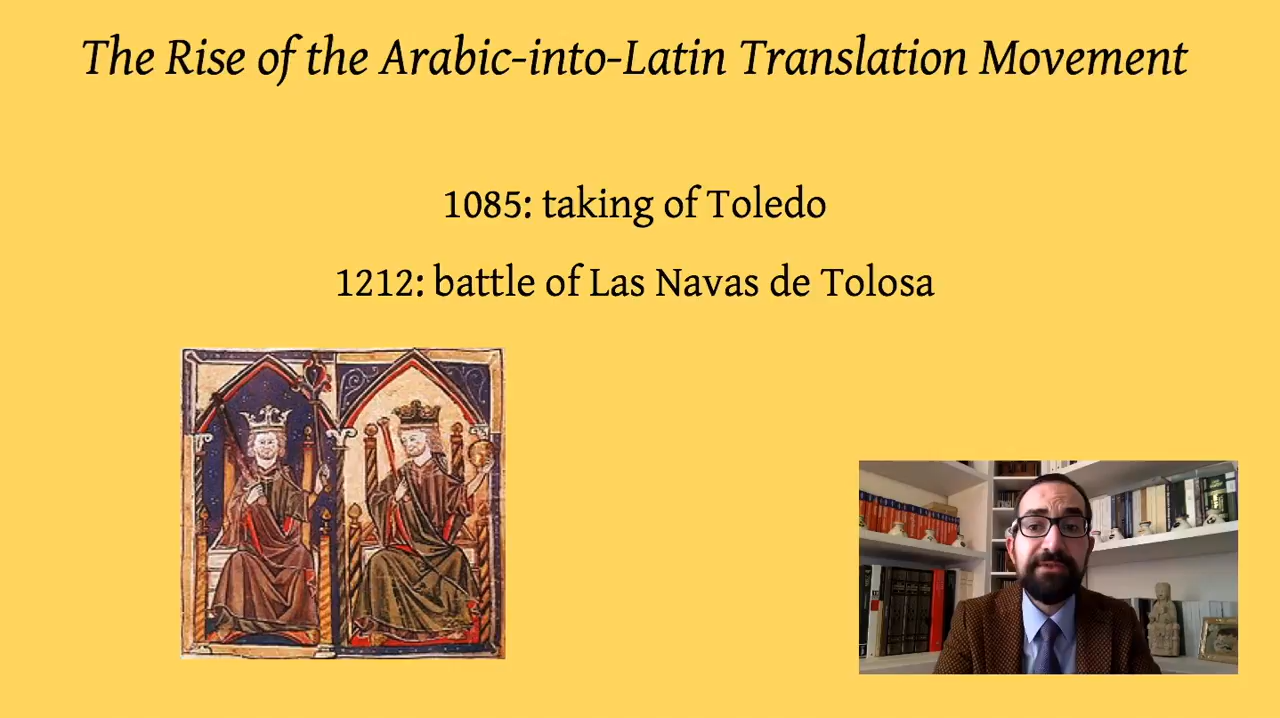 The Rise of the Arabic-into-Latin Translation Movement
1085: taking of Toledo
1212: battle of Las Navas de Tolosa